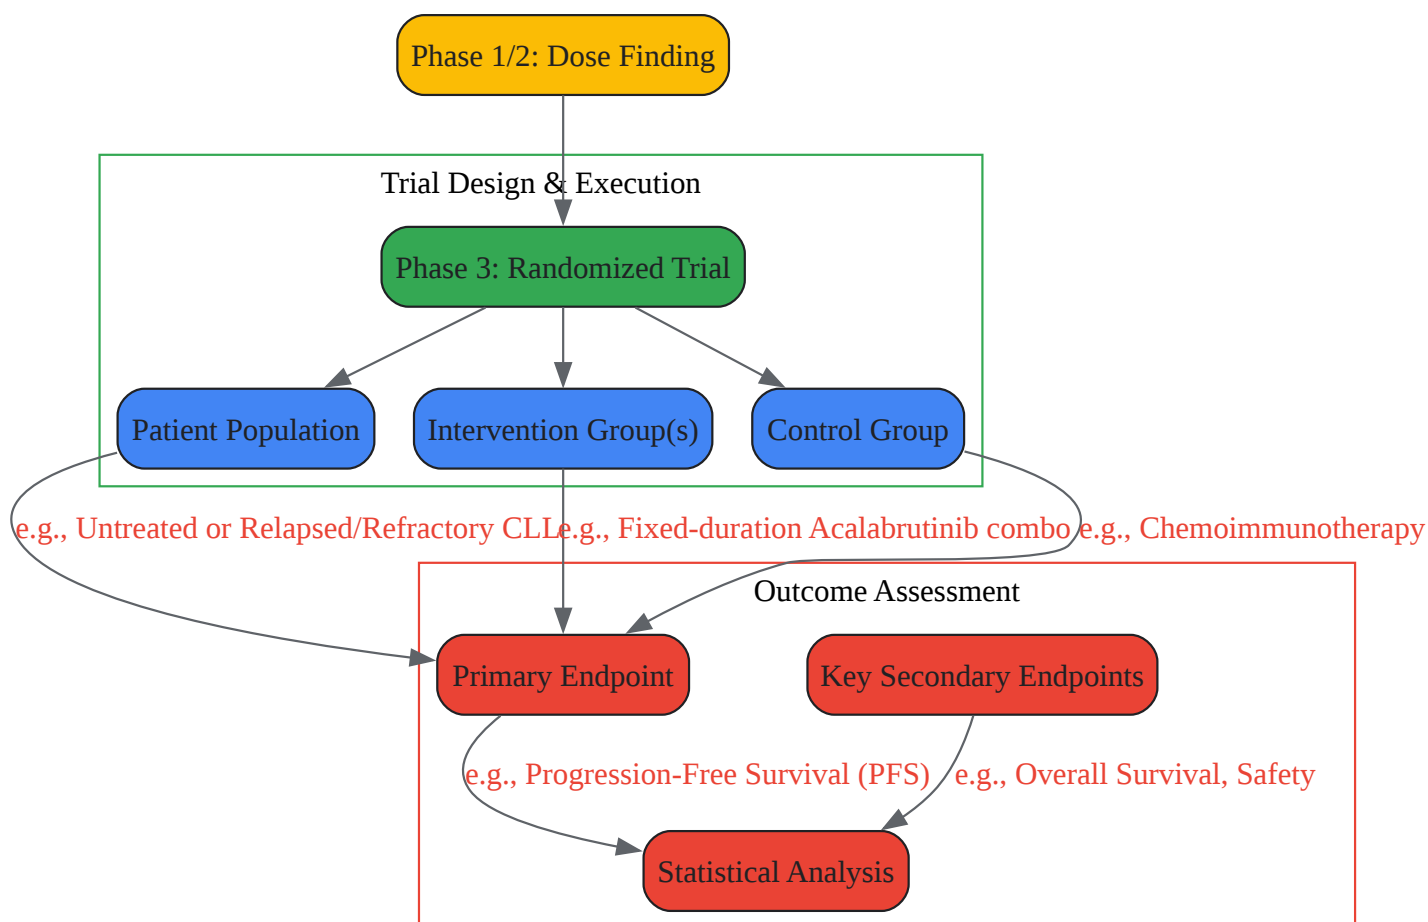 Phase 1/2: Dose Finding
Trial Design & Execution
Phase 3: Randomized Trial
Patient Population
Intervention Group(s)
Control Group
e.g., Untreated or Relapsed/Refractory CLL
e.g., Fixed-duration Acalabrutinib combo
e.g., Chemoimmunotherapy
Outcome Assessment
Primary Endpoint
Key Secondary Endpoints
e.g., Progression-Free Survival (PFS)
e.g., Overall Survival, Safety
Statistical Analysis